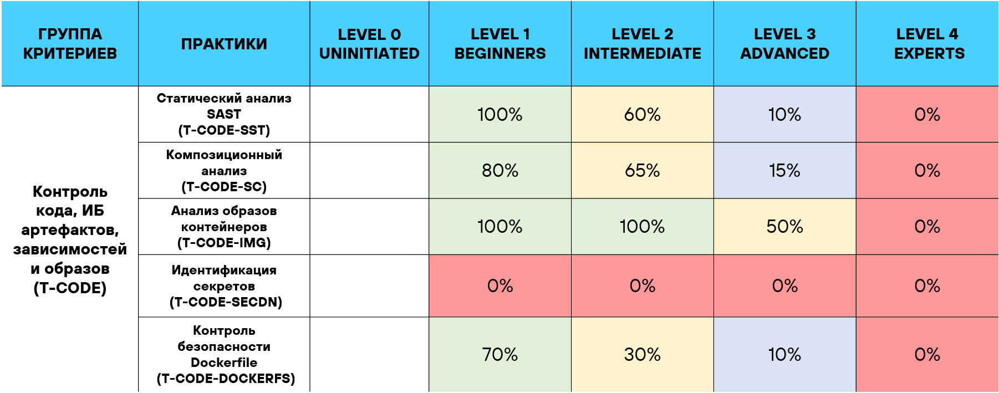 ГРУППА
КРИТЕРИЕВ
ПРАКТИКИ
LEVEL 0
UNINITIATED
LEVEL 1
BEGINNERS
LEVEL 2
INTERMEDIATE
LEVEL 3
ADVANCED
LEVEL 4
EXPERTS
Контроль
кода, ИБ
артефактов,
зависимостей
и образов
(T-CODE)
Статический анализ
SAST
(T-CODE-SST)
100%
60%
10%
0%
Композиционный
анализ
(T-CODE-SC)
80%
65%
15%
0%
Анализ образов
контейнеров
(T-CODE-IMG)
100%
100%
50%
0%
Идентификация
секретов
(T-CODE-SECDN)
0%
0%
0%
0%
Контроль
безопасности
Dockerfile
(T-CODE-DOCKERFS)
70%
30%
10%
0%